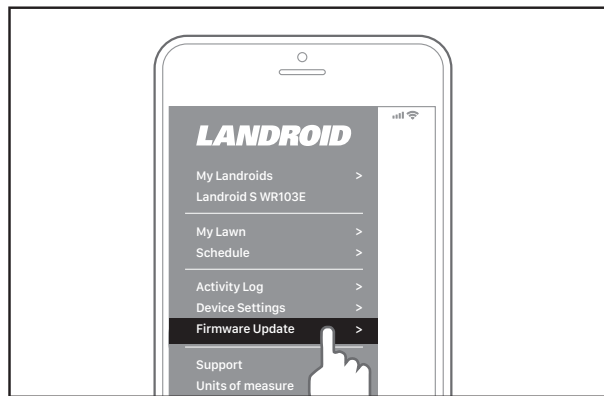 LANDROID
My Landroids >
Landroid S WR103E
My Lawn >
Schedule >
Activity Log >
Device Settings >
Firmware Update >
Support
Units of measure